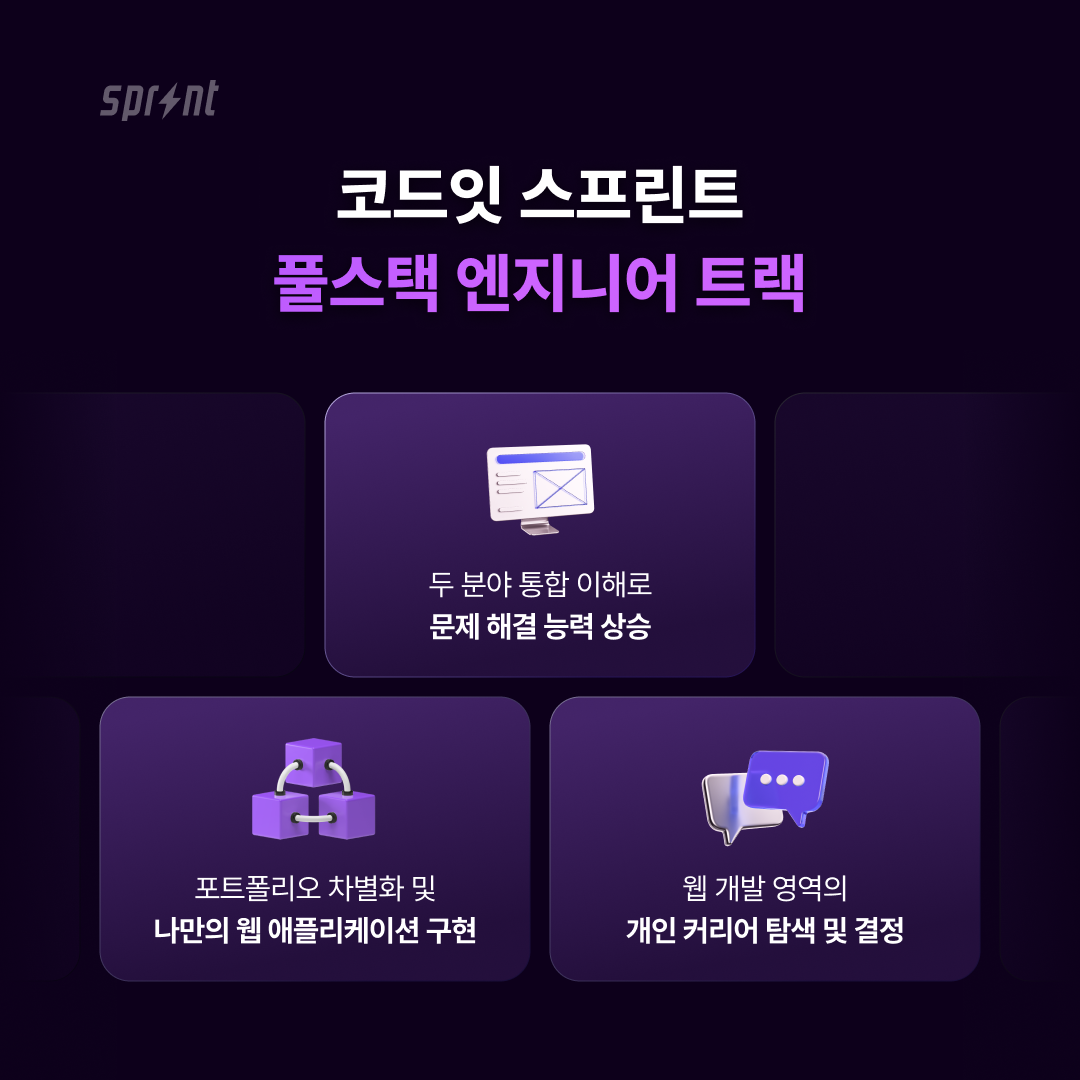 sprint
코드잇 스프린트
풀스택 엔지니어 트랙
두 분야 통합 이해로
문제 해결 능력 상승
포트폴리오 차별화 및
나만의 웹 애플리케이션 구현
웹 개발 영역의
개인 커리어 탐색 및 결정